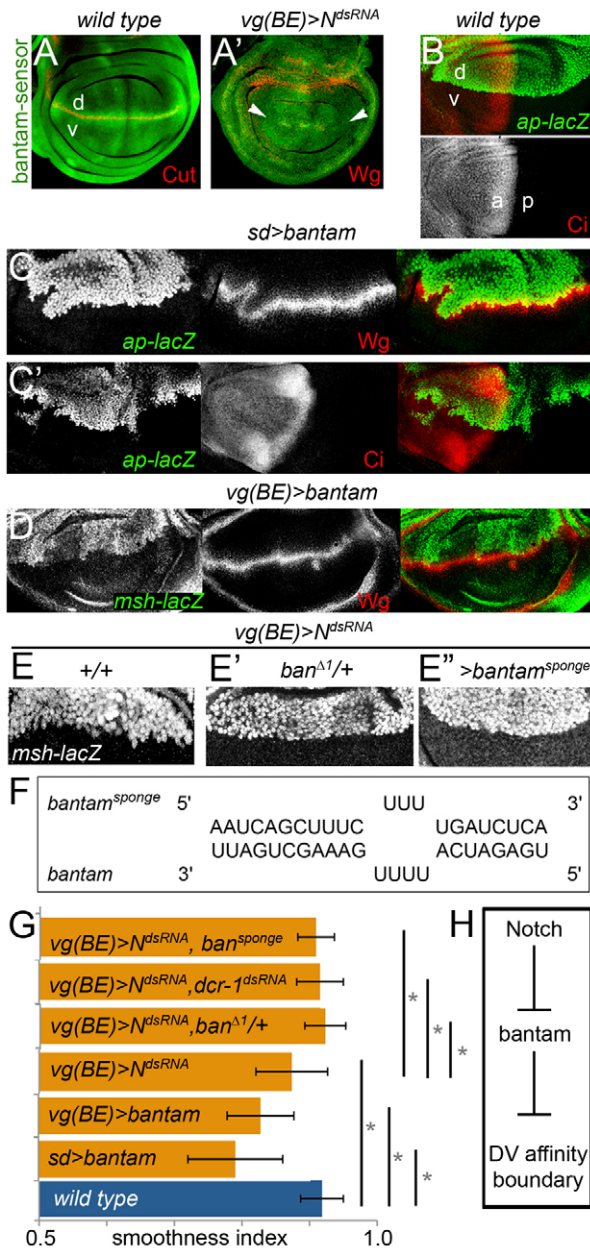 wild type
vg(BE)>N^dsRNA
wild type
bantam-sensor
A
d
v
Cut
A'
Wg
B
d
v
ap-lacZ
a
p
Ci
sd>bantam
C
ap-lacZ
Wg
C'
ap-lacZ
Ci
vg(BE)>bantam
D
msh-lacZ
Wg
vg(BE)>N^dsRNA
E
+/+
msh-lacZ
E'
ban^Δ1/+
E"
>bantam^sponge
F
bantam^sponge 5' UUU 3'
AAUCAGCUUUC UGAUCUCA
UUAGUCGAAAG ACUAGAGU
bantam 3' UUUU 5'
G
vg(BE)>N^dsRNA, ban^sponge
vg(BE)>N^dsRNA,dcr-1^dsRNA
vg(BE)>N^dsRNA,ban^Δ1/+
vg(BE)>N^dsRNA
vg(BE)>bantam
sd>bantam
wild type
* * *
* * *
0.5 smoothness index 1.0
H
Notch
bantam
DV affinity
boundary